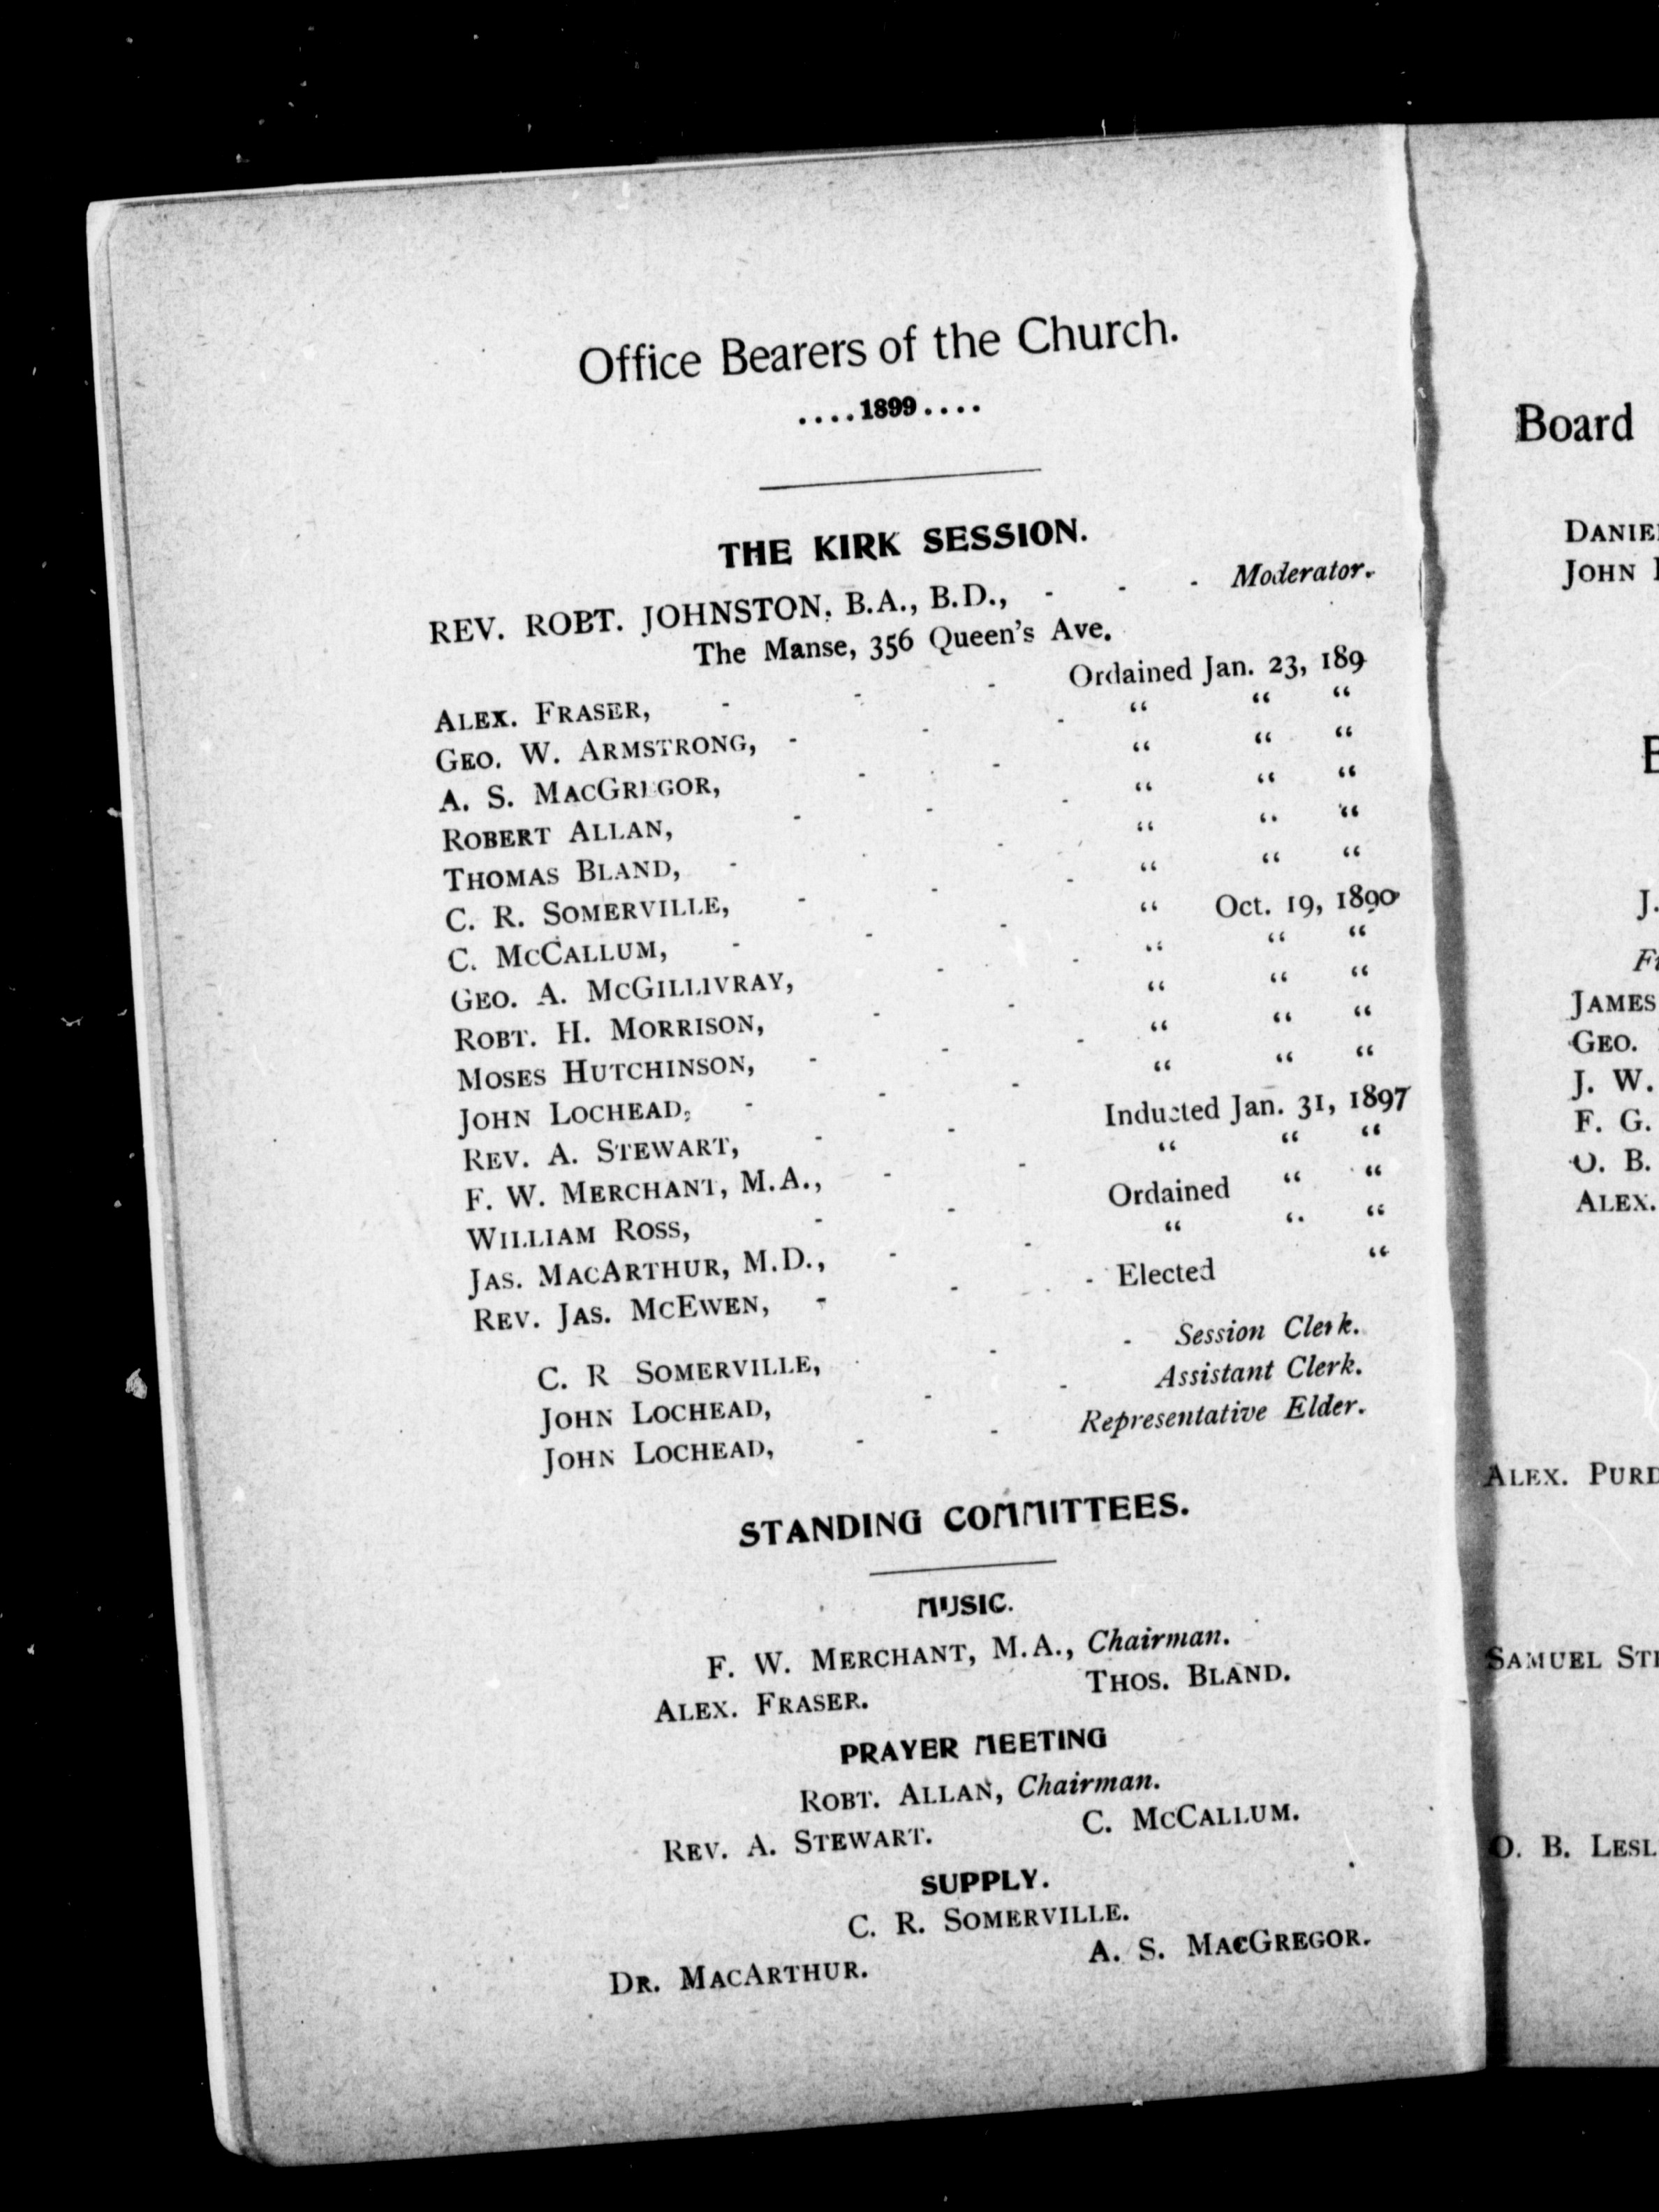 Office Bearers of the Church.
....1899....
THE KIRK SESSION.
REV. ROBT. JOHNSTON, B.A., B.D., - - - Moderator.
The Manse, 356 Queen's Ave.
ALEX. FRASER, - - - Ordained Jan. 23, 189
GEO. W. ARMSTRONG, - - - “ “ “
A. S. MACGREGOR, - - “ “ “
ROBERT ALLAN, - - - “ “ “
THOMAS BLAND, - - “ “ “
C. R. SOMERVILLE, - - - “ “ “
C. MCCALLUM, - - - “ Oct. 19, 1890
GEO. A. MCGILLIVRAY, - - “ “ “
ROBT. H. MORRISON, - - “ “ “
MOSES HUTCHINSON, - - - “ “ “
JOHN LOCHEAD, - - - “ “ “
REV. A. STEWART, - - Inducted Jan. 31, 1897
F. W. MERCHANT, M.A., - - “ “ “
WILLIAM ROSS, - - Ordained “ “
JAS. MACARTHUR, M.D., - - “ “ “
REV. JAS. MCEWEN, - - - Elected “
C. R SOMERVILLE, - - Session Clerk.
JOHN LOCHEAD, - - Assistant Clerk.
JOHN LOCHEAD, - - Representative Elder.
STANDING COMMITTEES.
MUSIC.
F. W. MERCHANT, M.A., Chairman.
ALEX. FRASER. THOS. BLAND.
PRAYER MEETING
ROBT. ALLAN, Chairman.
REV. A. STEWART. C. MCCALLUM.
SUPPLY.
C. R. SOMERVILLE.
DR. MACARTHUR. A. S. MACGREGOR.
Board
JOHN
J.
JAMES
GEO.
J. W.
F. G.
O. B.
ALEX.
ALEX.
SAMUEL
O. B.